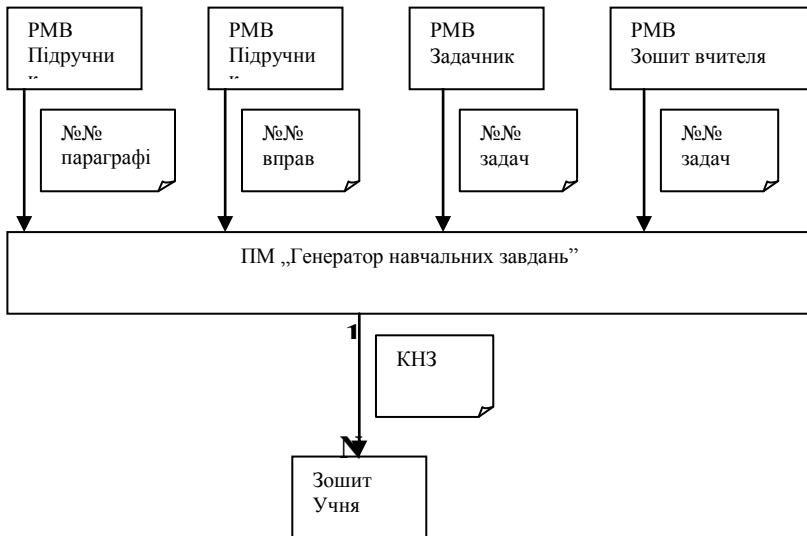 РМВ
Підручни
РМВ
Підручни
РМВ
Задачник
РМВ
Зошит вчителя
№№
параграфі
№№
вправ
№№
задач
№№
задач
ПМ „Генератор навчальних завдань”
1
КНЗ
N
Зошит
Учня